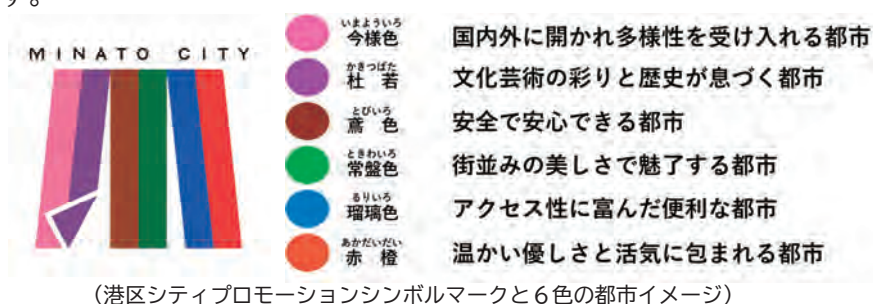 す。
MINATO CITY
いまよういろ
今様色 国内外に開かれ多様性を受け入れる都市
かきつばた
杜若 文化芸術の彩りと歴史が息づく都市
とびいろ
鳶色 安全で安心できる都市
ときわいろ
常盤色 街並みの美しさで魅了する都市
るりいろ
瑠璃色 アクセス性に富んだ便利な都市
あかだいだい
赤橙 温かい優しさと活気に包まれる都市
（港区シティプロモーションシンボルマークと６色の都市イメージ）